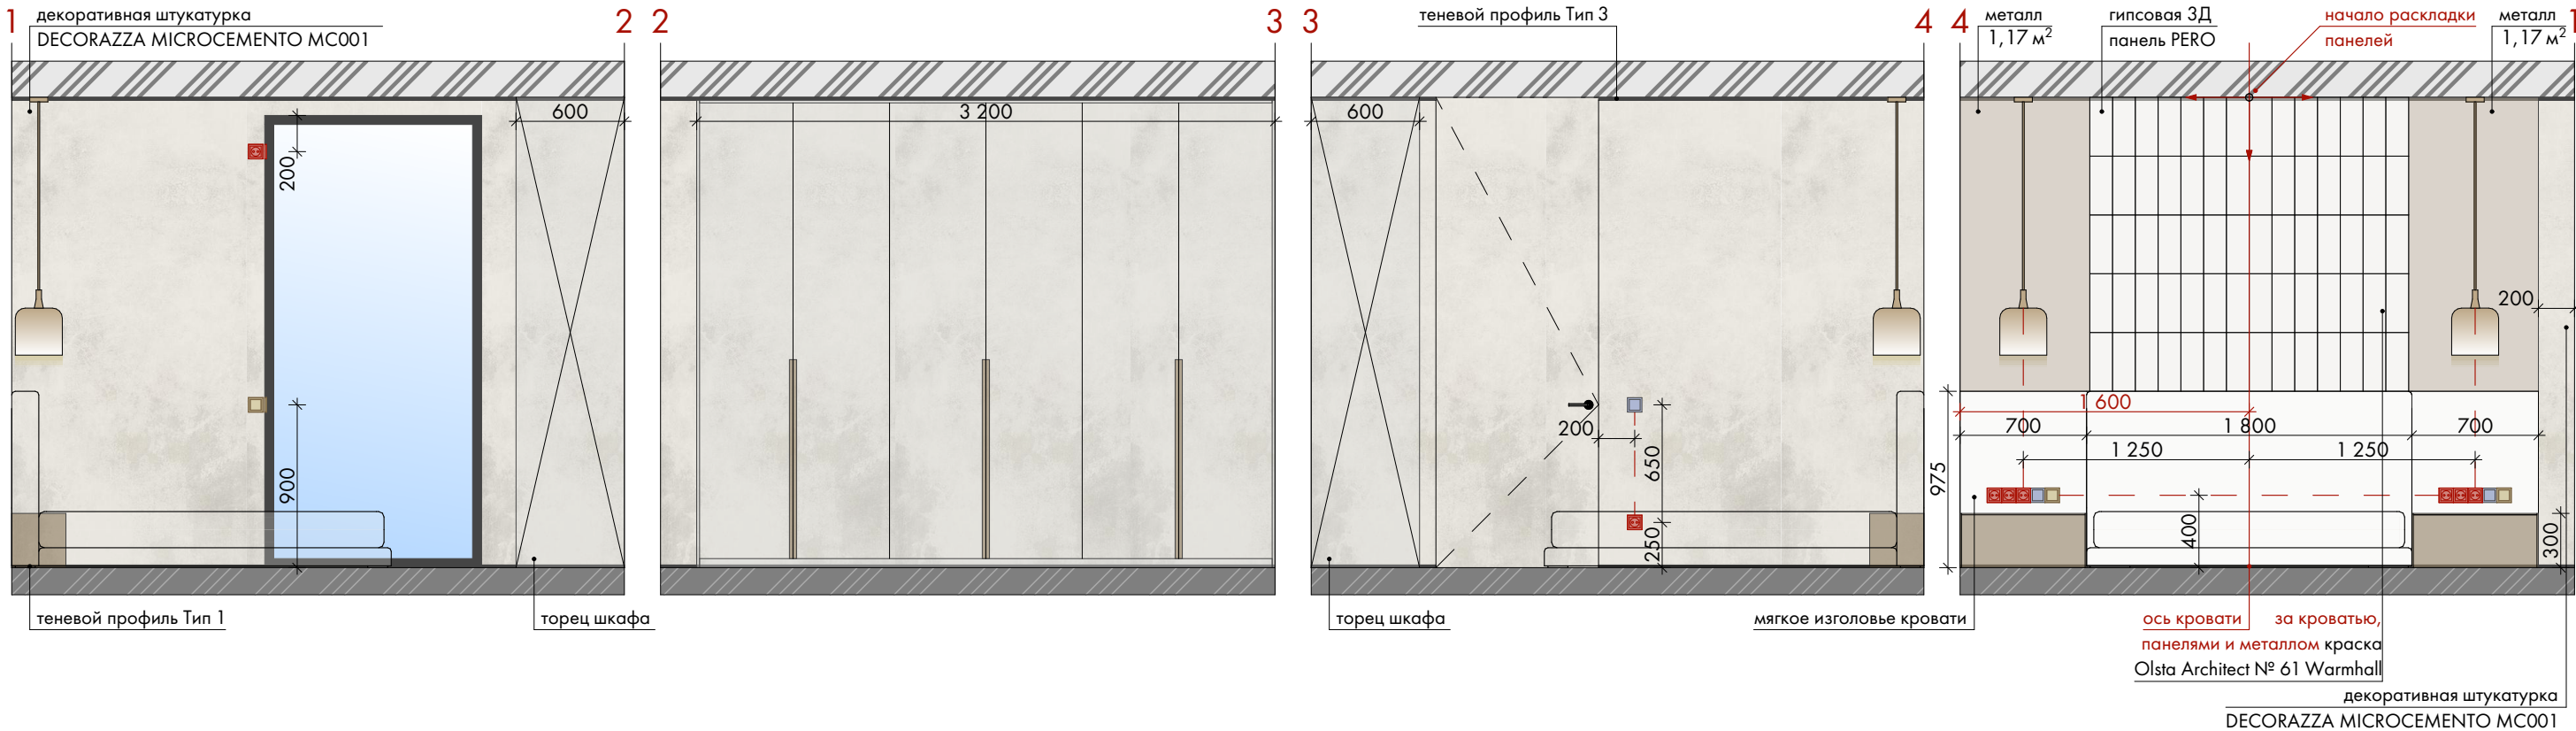 1
декоративная штукатурка
DECORAZZA MICROCEMENTO MC001
2
600
200
900
теневой профиль Тип 1
торец шкафа
2
3
3 200
3
теневой профиль Тип 3
4
600
200
650
250
торец шкафа
4
металл
1,17 м²
гипсовая 3Д
панель PERO
начало раскладки
панелей
металл
1,17 м²
1
200
1 600
700
1 800
700
1 250
1 250
975
400
300
мягкое изголовье кровати
ось кровати
за кроватью,
панелями и металлом краска
Olsta Architect № 61 Warmhall
декоративная штукатурка
DECORAZZA MICROCEMENTO MC001